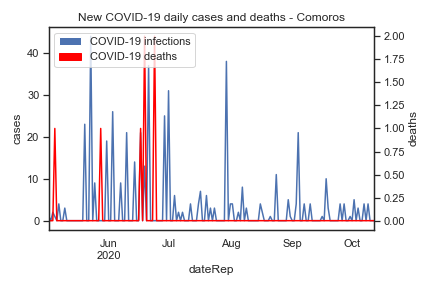 New COVID-19 daily cases and deaths - Comoros
COVID-19 infections
COVID-19 deaths
cases
40
30
20
10
0
deaths
2.00
1.75
1.50
1.25
1.00
0.75
0.50
0.25
0.00
Jun Jul Aug Sep Oct
2020
dateRep